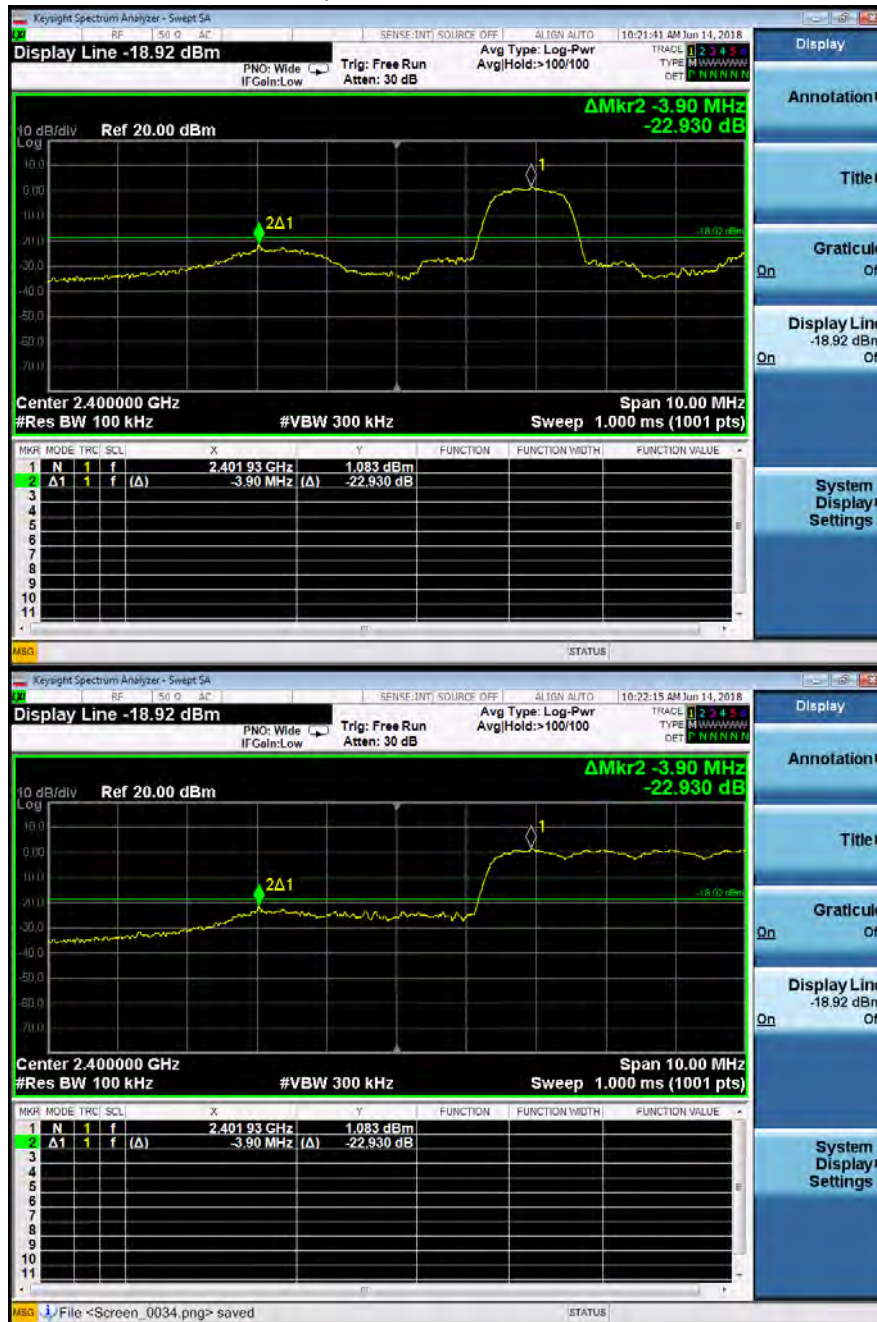 Keysight Spectrum Analyzer - Swept SA
RF 50 Ω AC SENSE:INT SOURCE OFF ALIGN AUTO 10:21:41 AM Jun 14, 2018
Display Line -18.92 dBm
PNO: Wide
IFGain:Low
Trig: Free Run
Atten: 30 dB
Avg Type: Log-Pwr
Avg|Hold:>100/100
TRACE 1 2 3 4 5 6
TYPE M WWWWW
DET P N N N N N
ΔMkr2 -3.90 MHz
-22.930 dB
10 dB/div Ref 20.00 dBm
Log
10.0
0.00
-10.0
-20.0
-30.0
-40.0
-50.0
-60.0
-70.0
1
2Δ1
-18.92 dBm
Center 2.400000 GHz Span 10.00 MHz
#Res BW 100 kHz #VBW 300 kHz Sweep 1.000 ms (1001 pts)
MKR MODE TRC SCL X Y FUNCTION FUNCTION WIDTH FUNCTION VALUE
1 N 1 f 2.401 93 GHz 1.083 dBm
2 Δ1 1 f (Δ) -3.90 MHz (Δ) -22.930 dB
3
4
5
6
7
8
9
10
11
MSG STATUS
Display
Annotation
Title
Graticule
On Of
Display Line
-18.92 dBm
On Of
System
Display
Settings
Keysight Spectrum Analyzer - Swept SA
RF 50 Ω AC SENSE:INT SOURCE OFF ALIGN AUTO 10:22:15 AM Jun 14, 2018
Display Line -18.92 dBm
PNO: Wide
IFGain:Low
Trig: Free Run
Atten: 30 dB
Avg Type: Log-Pwr
Avg|Hold:>100/100
TRACE 1 2 3 4 5 6
TYPE M WWWWW
DET P N N N N N
ΔMkr2 -3.90 MHz
-22.930 dB
10 dB/div Ref 20.00 dBm
Log
10.0
0.00
-10.0
-20.0
-30.0
-40.0
-50.0
-60.0
-70.0
1
2Δ1
-18.92 dBm
Center 2.400000 GHz Span 10.00 MHz
#Res BW 100 kHz #VBW 300 kHz Sweep 1.000 ms (1001 pts)
MKR MODE TRC SCL X Y FUNCTION FUNCTION WIDTH FUNCTION VALUE
1 N 1 f 2.401 93 GHz 1.083 dBm
2 Δ1 1 f (Δ) -3.90 MHz (Δ) -22.930 dB
3
4
5
6
7
8
9
10
11
MSG File <Screen_0034.png> saved STATUS
Display
Annotation
Title
Graticule
On Of
Display Line
-18.92 dBm
On Of
System
Display
Settings